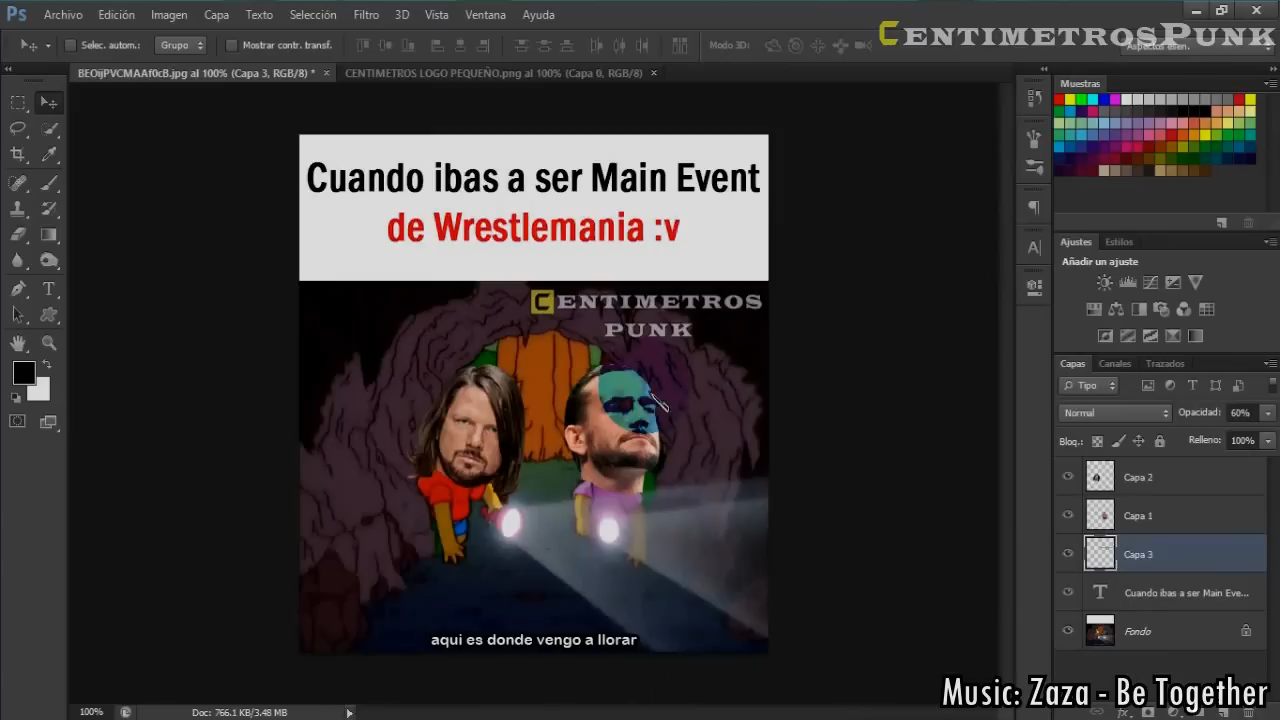 Ps Archivo Edición Imagen Capa Texto Selección Filtro 3D Vista Ventana Ayuda
CENTIMETROSPUNK
Selec. autom.: Grupo Mostrar contr. transf. Modo 3D: Aspectos esen.
BEOijPVCMAAf0cB.jpg al 100% (Capa 3, RGB/8) * × CENTIMETROS LOGO PEQUEÑO.png al 100% (Capa 0, RGB/8) ×
Muestras
Cuando ibas a ser Main Event
de Wrestlemania :v
Ajustes Estilos
Añadir un ajuste
CENTIMETROS
PUNK
Capas Canales Trazados
Tipo
Normal Opacidad: 60%
Bloq.: Relleno: 100%
Capa 2
Capa 1
Capa 3
Cuando ibas a ser Main Eve...
Fondo
aqui es donde vengo a llorar
Music: Zaza - Be Together
100% Doc: 766.1 KB/3.48 MB